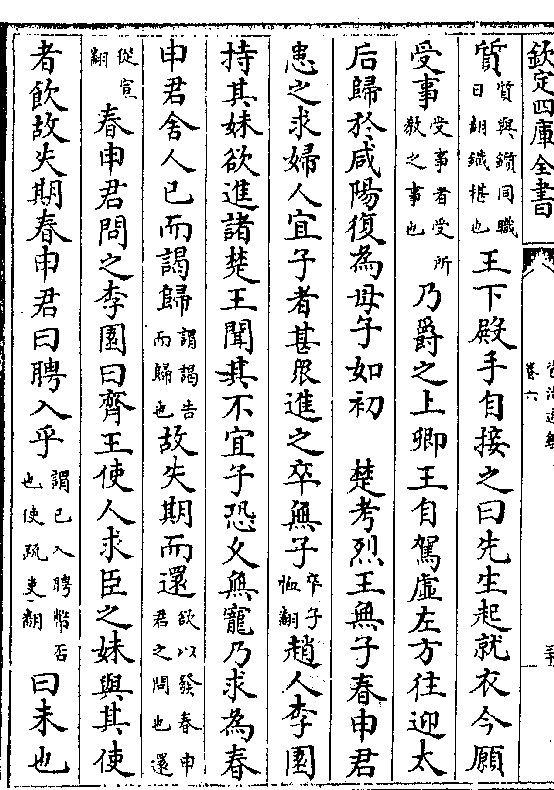 欽定四庫全書
資治通鑑
卷六
質質與鑕同職日翻鑕椹也王下殿手自接之曰先生起就衣今願
受事受事者受所教之事也乃爵之上卿王自駕虛左方往迎太
后歸於咸陽復為母子如初 楚考烈王無子春申君
患之求婦人宜子者甚衆進之卒無子卒子恤翻趙人李園
持其妹欲進諸楚王聞其不宜子恐久無寵乃求為春
申君舍人已而謁歸謂謁告而歸也故失期而還欲以發春申君之問也還
從宣翻春申君問之李園曰齊王使人求臣之妹與其使
者飲故失期春申君曰聘入乎謂已入聘幣否也使疏吏翻曰未也